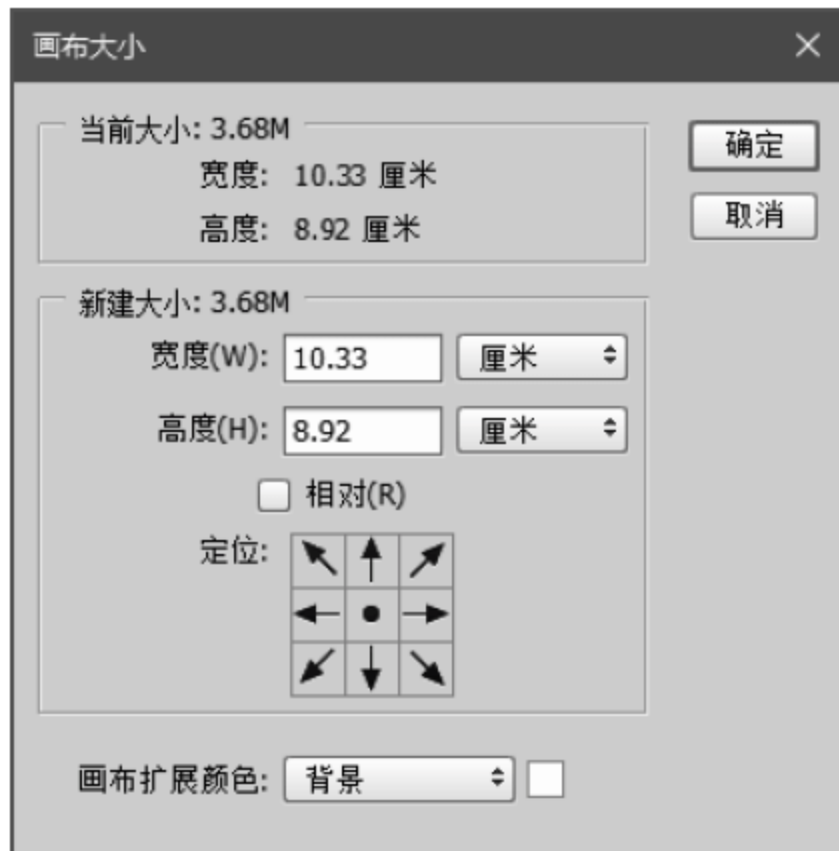 画布大小
当前大小: 3.68M
确定
宽度: 10.33 厘米
取消
高度: 8.92 厘米
新建大小: 3.68M
宽度(W): 10.33 厘米
高度(H): 8.92 厘米
相对(R)
定位:
画布扩展颜色: 背景